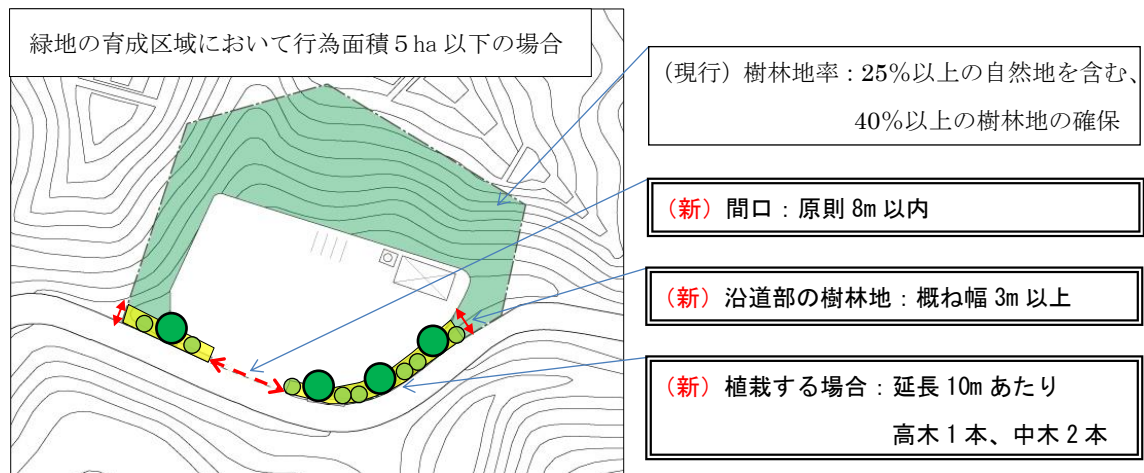 緑地の育成区域において行為面積５ha 以下の場合
（現行）樹林地率：25%以上の自然地を含む、
40%以上の樹林地の確保
（新）間口：原則 8m 以内
（新）沿道部の樹林地：概ね幅 3m 以上
（新）植栽する場合：延長 10m あたり
高木 1 本、中木 2 本